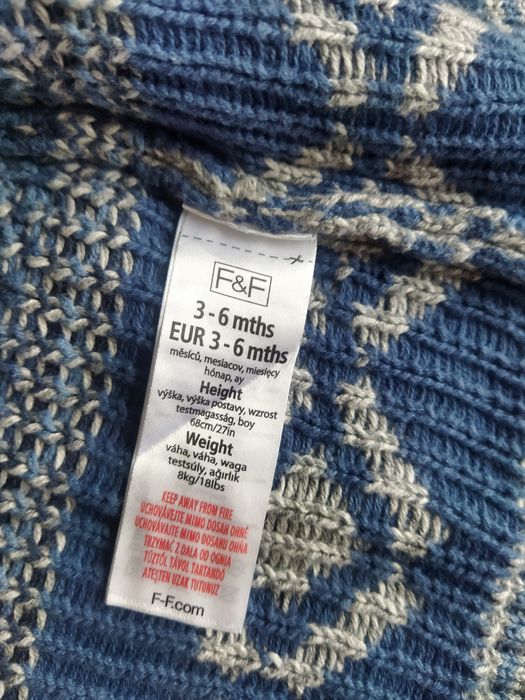 F&F
3 - 6 mths
EUR 3 - 6 mths
měsíců, mesiacov, miesięcy
hónap, ay
Height
výška, výška postavy, wzrost
testmagasság, boy
68cm/27in
Weight
váha, váha, waga
testsúly, ağırlık
8kg/18lbs
KEEP AWAY FROM FIRE
UCHOVÁVEJTE MIMO DOSAH OHNĚ
UCHOVÁVAJTE MIMO DOSAHU OHŇA
TRZYMAĆ Z DALA OD OGNIA
TŰZTŐL TÁVOL TARTANDÓ
ATEŞTEN UZAK TUTUNUZ
F-F.com